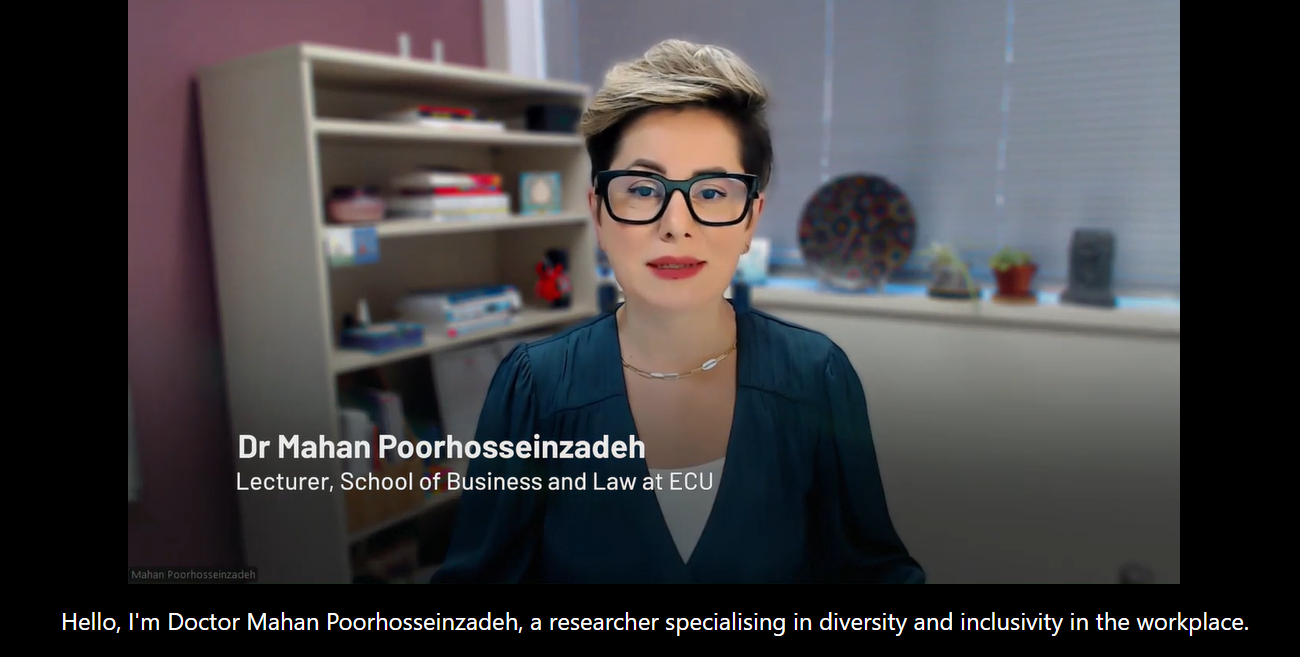 Dr Mahan Poorhosseinzadeh
Lecturer, School of Business and Law at ECU
Mahan Poorhosseinzadeh
Hello, I'm Doctor Mahan Poorhosseinzadeh, a researcher specialising in diversity and inclusivity in the workplace.